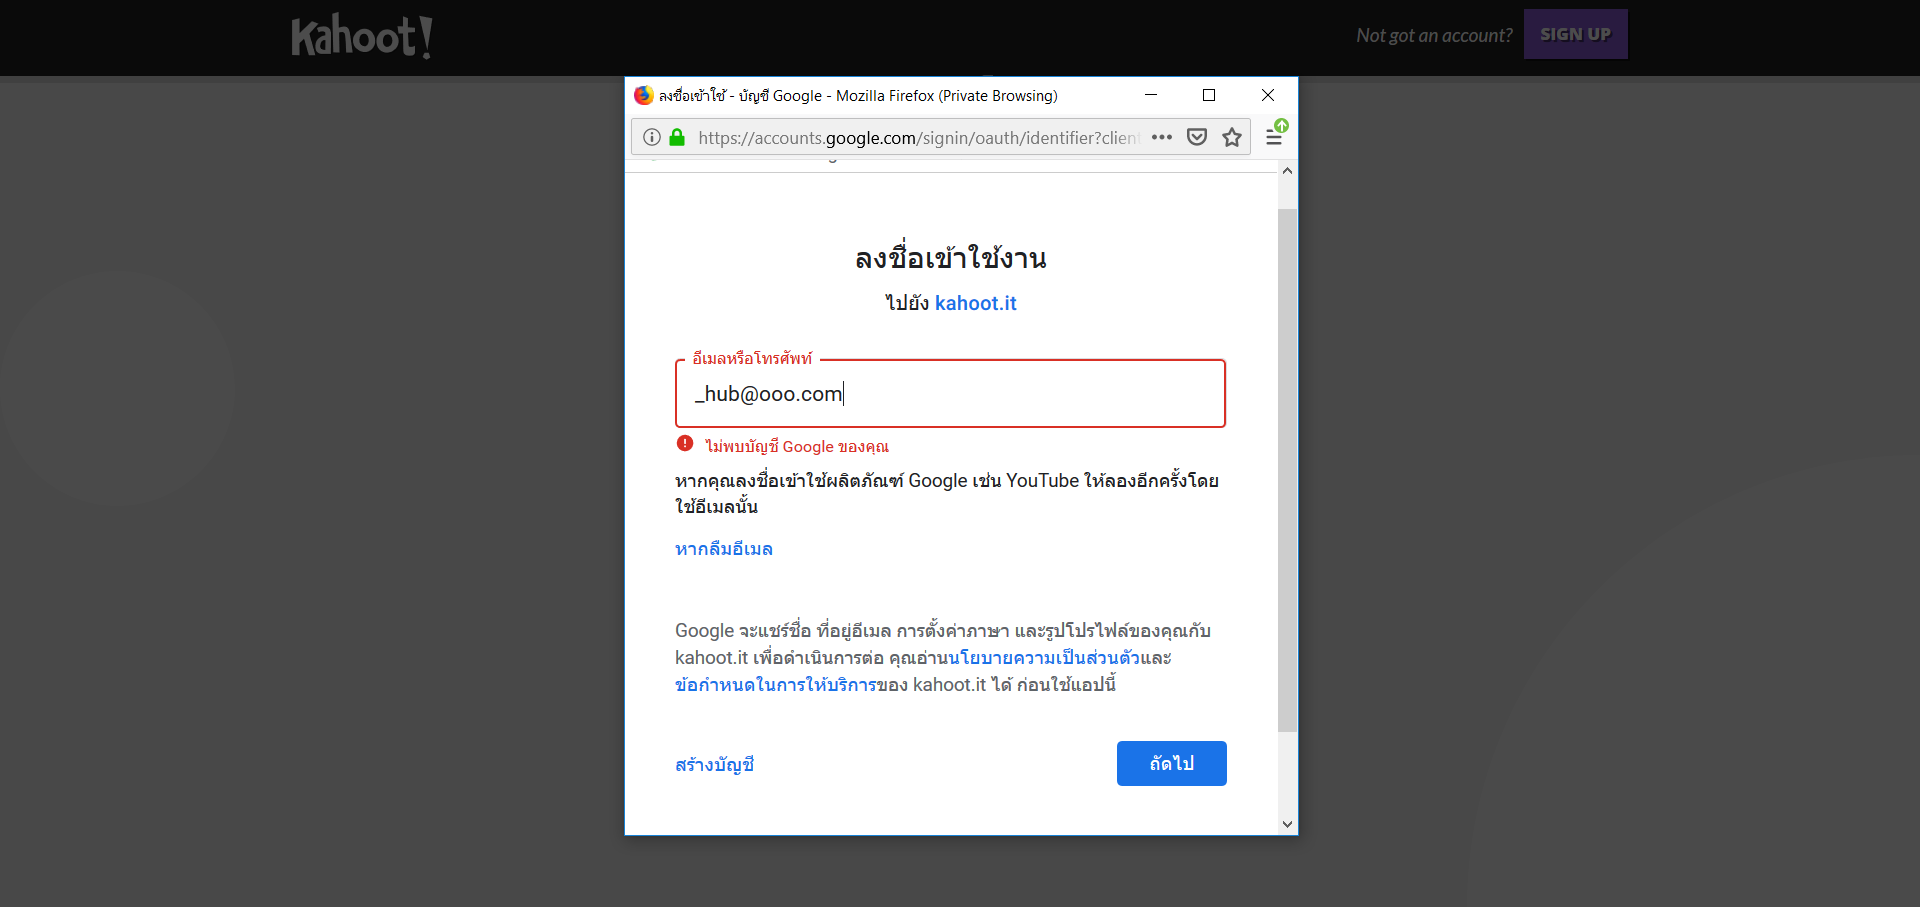 Kahoot!
Not got an account? SIGN UP
ลงชื่อเข้าใช้ - บัญชี Google - Mozilla Firefox (Private Browsing)
https://accounts.google.com/signin/oauth/identifier?client
ลงชื่อเข้าใช้งาน
ไปยัง kahoot.it
อีเมลหรือโทรศัพท์
_hub@ooo.com
ไม่พบบัญชี Google ของคุณ
หากคุณลงชื่อเข้าใช้ผลิตภัณฑ์ Google เช่น YouTube ให้ลองอีกครั้งโดย
ใช้อีเมลนั้น
หากลืมอีเมล
Google จะแชร์ชื่อ ที่อยู่อีเมล การตั้งค่าภาษา และรูปโปรไฟล์ของคุณกับ
kahoot.it เพื่อดำเนินการต่อ คุณอ่านนโยบายความเป็นส่วนตัวและ
ข้อกำหนดในการให้บริการของ kahoot.it ได้ ก่อนใช้แอปนี้
สร้างบัญชี
ถัดไป